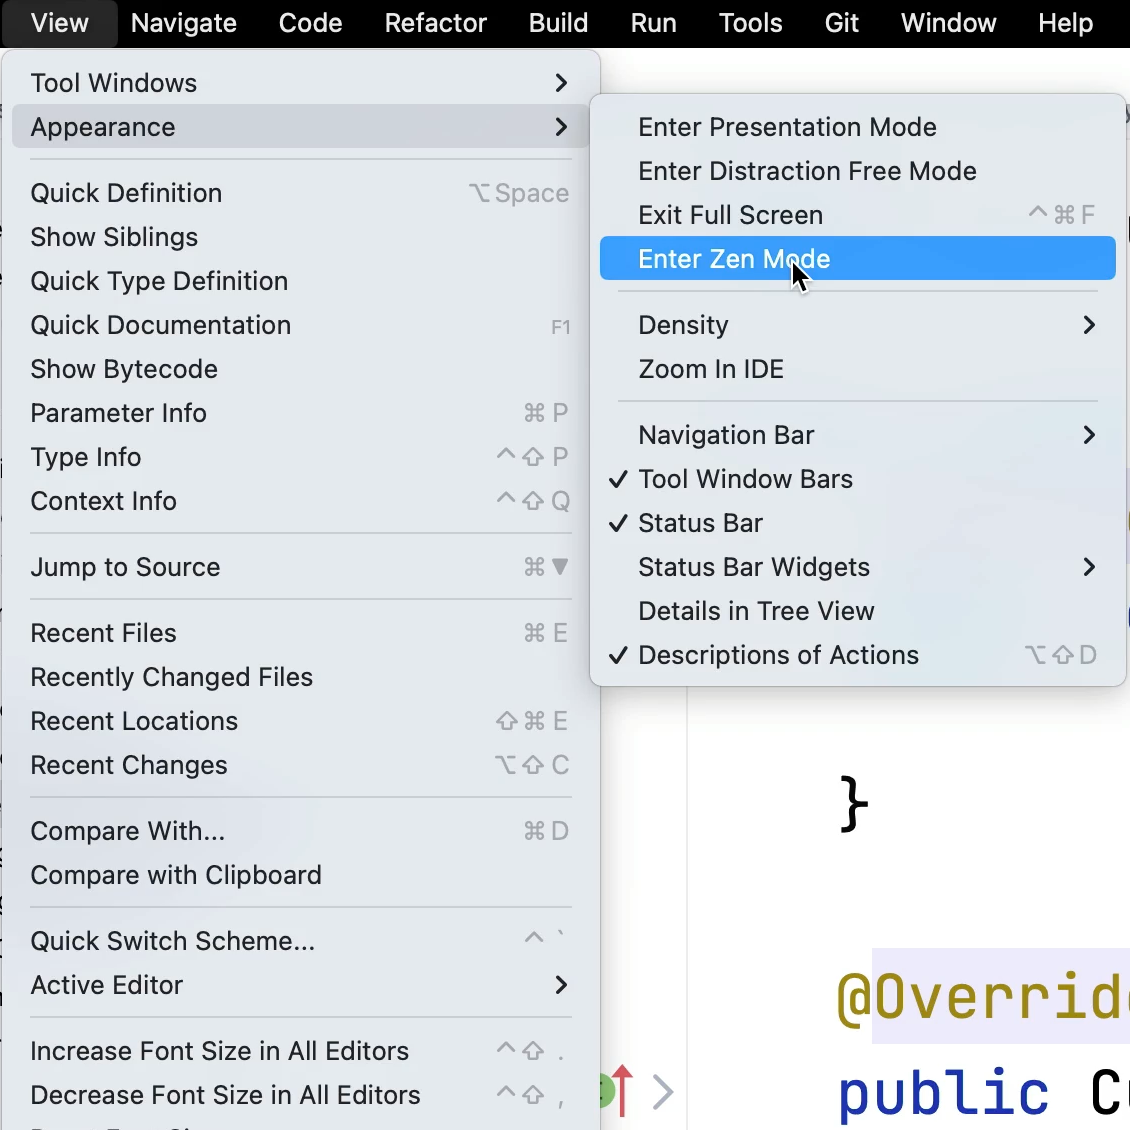 View Navigate Code Refactor Build Run Tools Git Window Help
Tool Windows
Appearance
Quick Definition ⌥Space
Show Siblings
Quick Type Definition
Quick Documentation F1
Show Bytecode
Parameter Info ⌘P
Type Info ^⇧P
Context Info ^⇧Q
Jump to Source ⌘▼
Recent Files ⌘E
Recently Changed Files
Recent Locations ⇧⌘E
Recent Changes ⌥⇧C
Compare With... ⌘D
Compare with Clipboard
Quick Switch Scheme... ^`
Active Editor
Increase Font Size in All Editors ^⇧.
Decrease Font Size in All Editors ^⇧,
Enter Presentation Mode
Enter Distraction Free Mode
Exit Full Screen ^⌘F
Enter Zen Mode
Density
Zoom In IDE
Navigation Bar
✓ Tool Window Bars
✓ Status Bar
Status Bar Widgets
Details in Tree View
✓ Descriptions of Actions ⌥⇧D
}
@Override
public